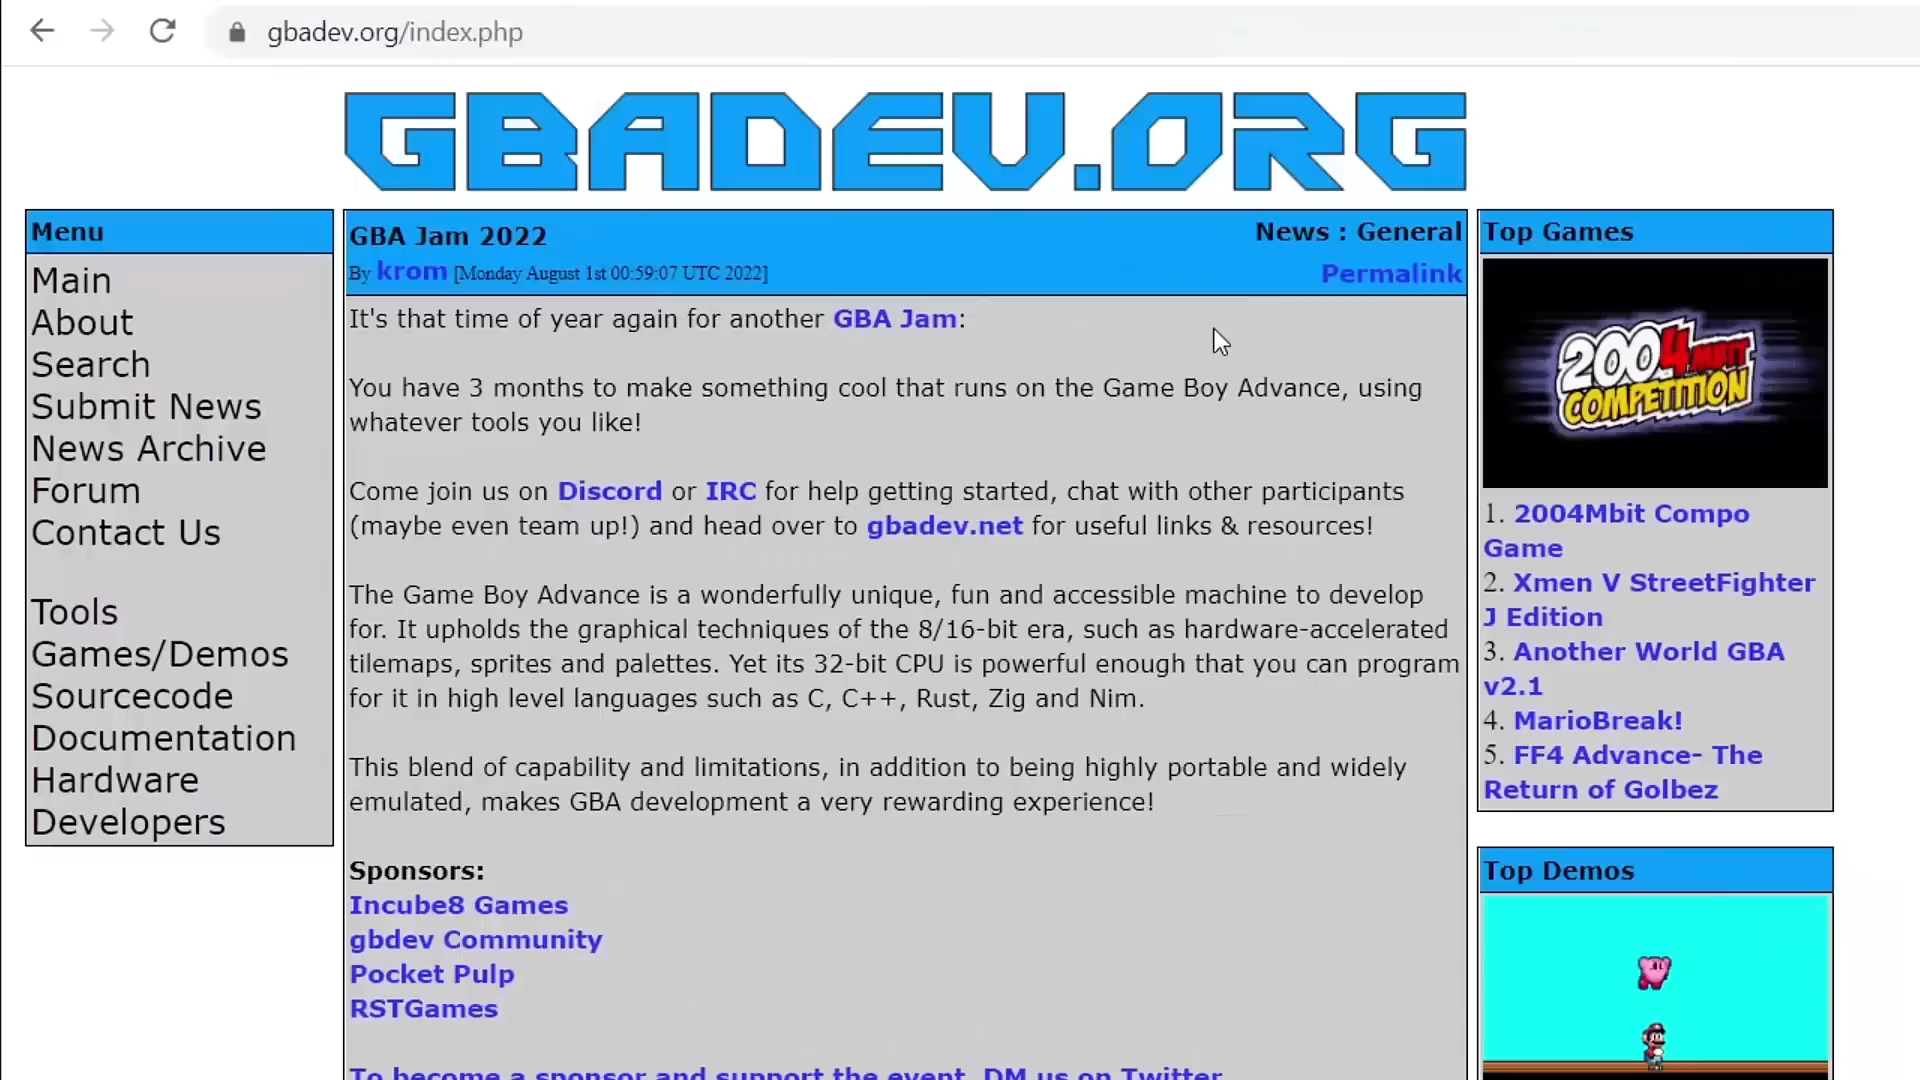 gbadev.org/index.php
GBADEV.ORG
Menu
Main
About
Search
Submit News
News Archive
Forum
Contact Us
Tools
Games/Demos
Sourcecode
Documentation
Hardware
Developers
GBA Jam 2022
News : General
By krom [Monday August 1st 00:59:07 UTC 2022]
Permalink
It's that time of year again for another GBA Jam:
You have 3 months to make something cool that runs on the Game Boy Advance, using
whatever tools you like!
Come join us on Discord or IRC for help getting started, chat with other participants
(maybe even team up!) and head over to gbadev.net for useful links & resources!
The Game Boy Advance is a wonderfully unique, fun and accessible machine to develop
for. It upholds the graphical techniques of the 8/16-bit era, such as hardware-accelerated
tilemaps, sprites and palettes. Yet its 32-bit CPU is powerful enough that you can program
for it in high level languages such as C, C++, Rust, Zig and Nim.
This blend of capability and limitations, in addition to being highly portable and widely
emulated, makes GBA development a very rewarding experience!
Sponsors:
Incube8 Games
gbdev Community
Pocket Pulp
RSTGames
To become a sponsor and support the event, DM us on Twitter
Top Games
2004MBIT
COMPETITION
1. 2004Mbit Compo
Game
2. Xmen V StreetFighter
J Edition
3. Another World GBA
v2.1
4. MarioBreak!
5. FF4 Advance- The
Return of Golbez
Top Demos